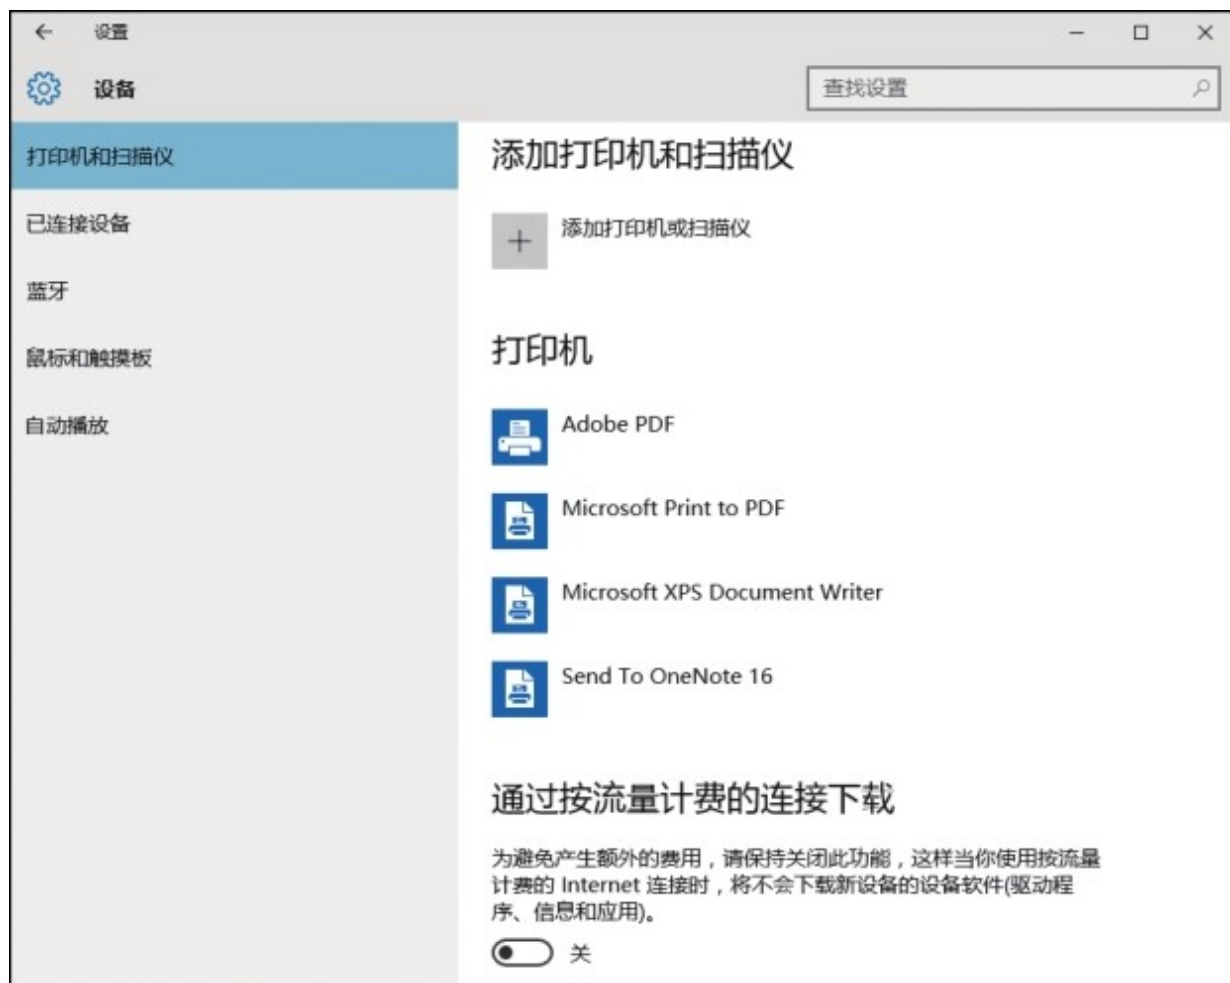 设置
设备
查找设置
打印机和扫描仪
已连接设备
蓝牙
鼠标和触摸板
自动播放
添加打印机和扫描仪
添加打印机或扫描仪
打印机
Adobe PDF
Microsoft Print to PDF
Microsoft XPS Document Writer
Send To OneNote 16
通过按流量计费的连接下载
为避免产生额外的费用，请保持关闭此功能，这样当你使用按流量
计费的 Internet 连接时，将不会下载新设备的设备软件(驱动程
序、信息和应用)。
关